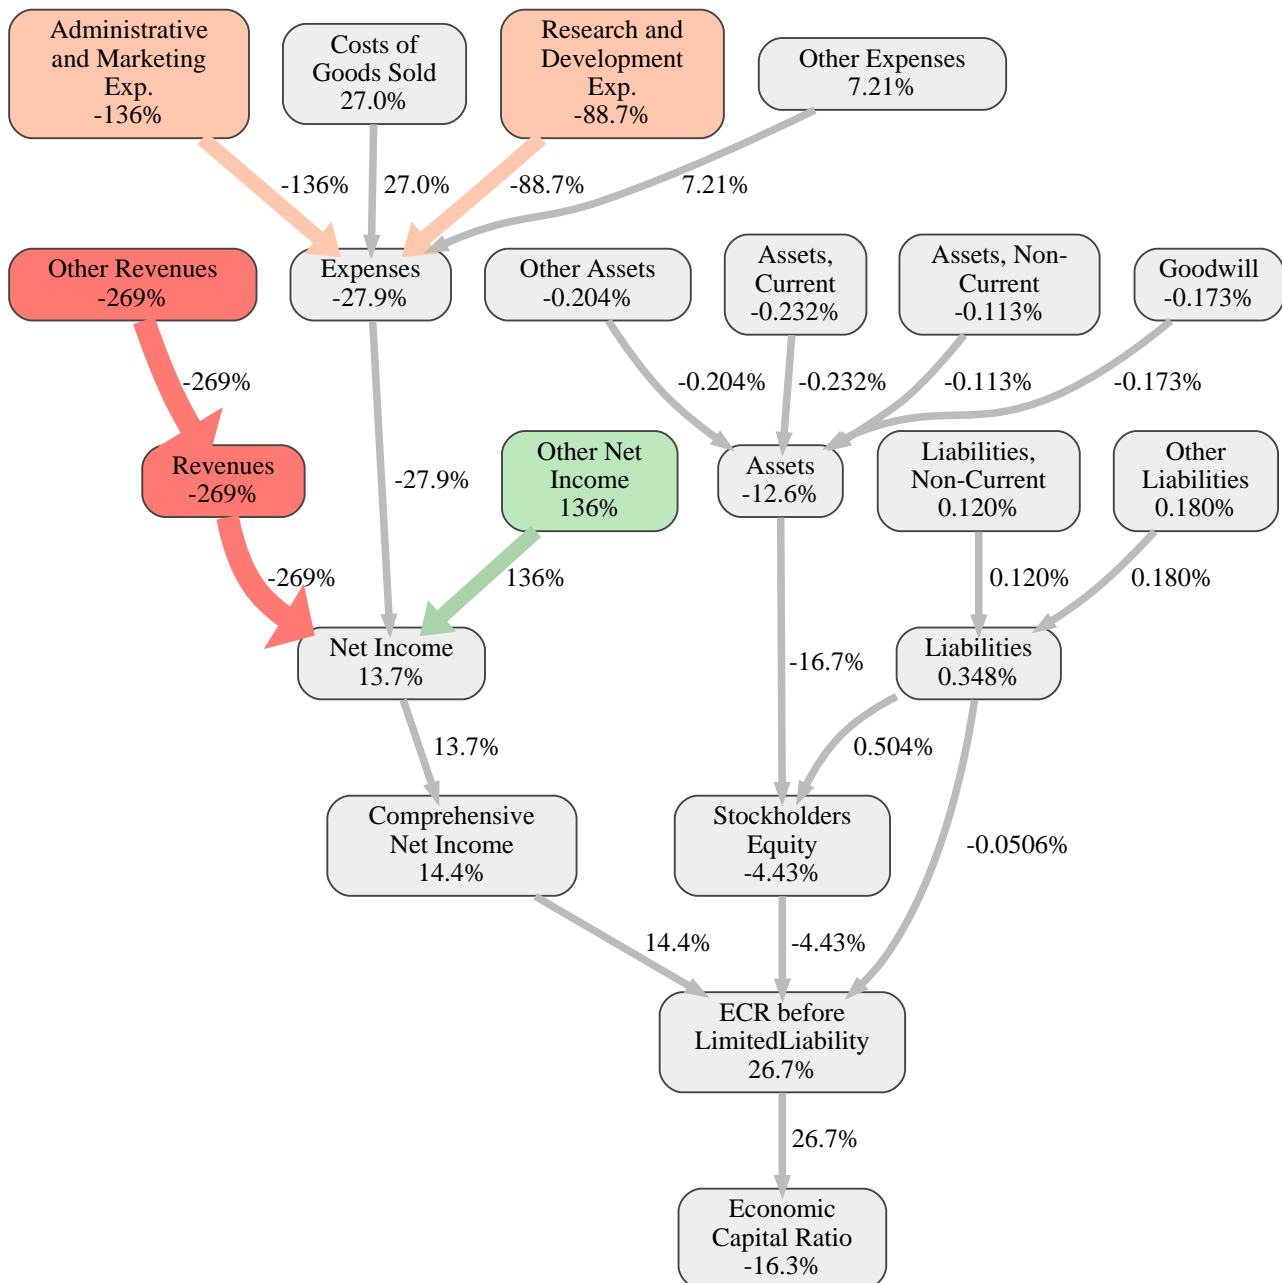 Administrative
and Marketing
Exp.
-136%
Costs of
Goods Sold
27.0%
Research and
Development
Exp.
-88.7%
Other Expenses
7.21%
-136%
27.0%
-88.7%
7.21%
Other Revenues
-269%
Expenses
-27.9%
Other Assets
-0.204%
Assets,
Current
-0.232%
Assets, Non-
Current
-0.113%
Goodwill
-0.173%
-269%
-0.204%
-0.232%
-0.113%
-0.173%
Revenues
-269%
-27.9%
Other Net
Income
136%
Assets
-12.6%
Liabilities,
Non-Current
0.120%
Other
Liabilities
0.180%
-269%
136%
0.120%
0.180%
Net Income
13.7%
-16.7%
Liabilities
0.348%
13.7%
0.504%
Comprehensive
Net Income
14.4%
Stockholders
Equity
-4.43%
-0.0506%
14.4%
-4.43%
ECR before
LimitedLiability
26.7%
26.7%
Economic
Capital Ratio
-16.3%